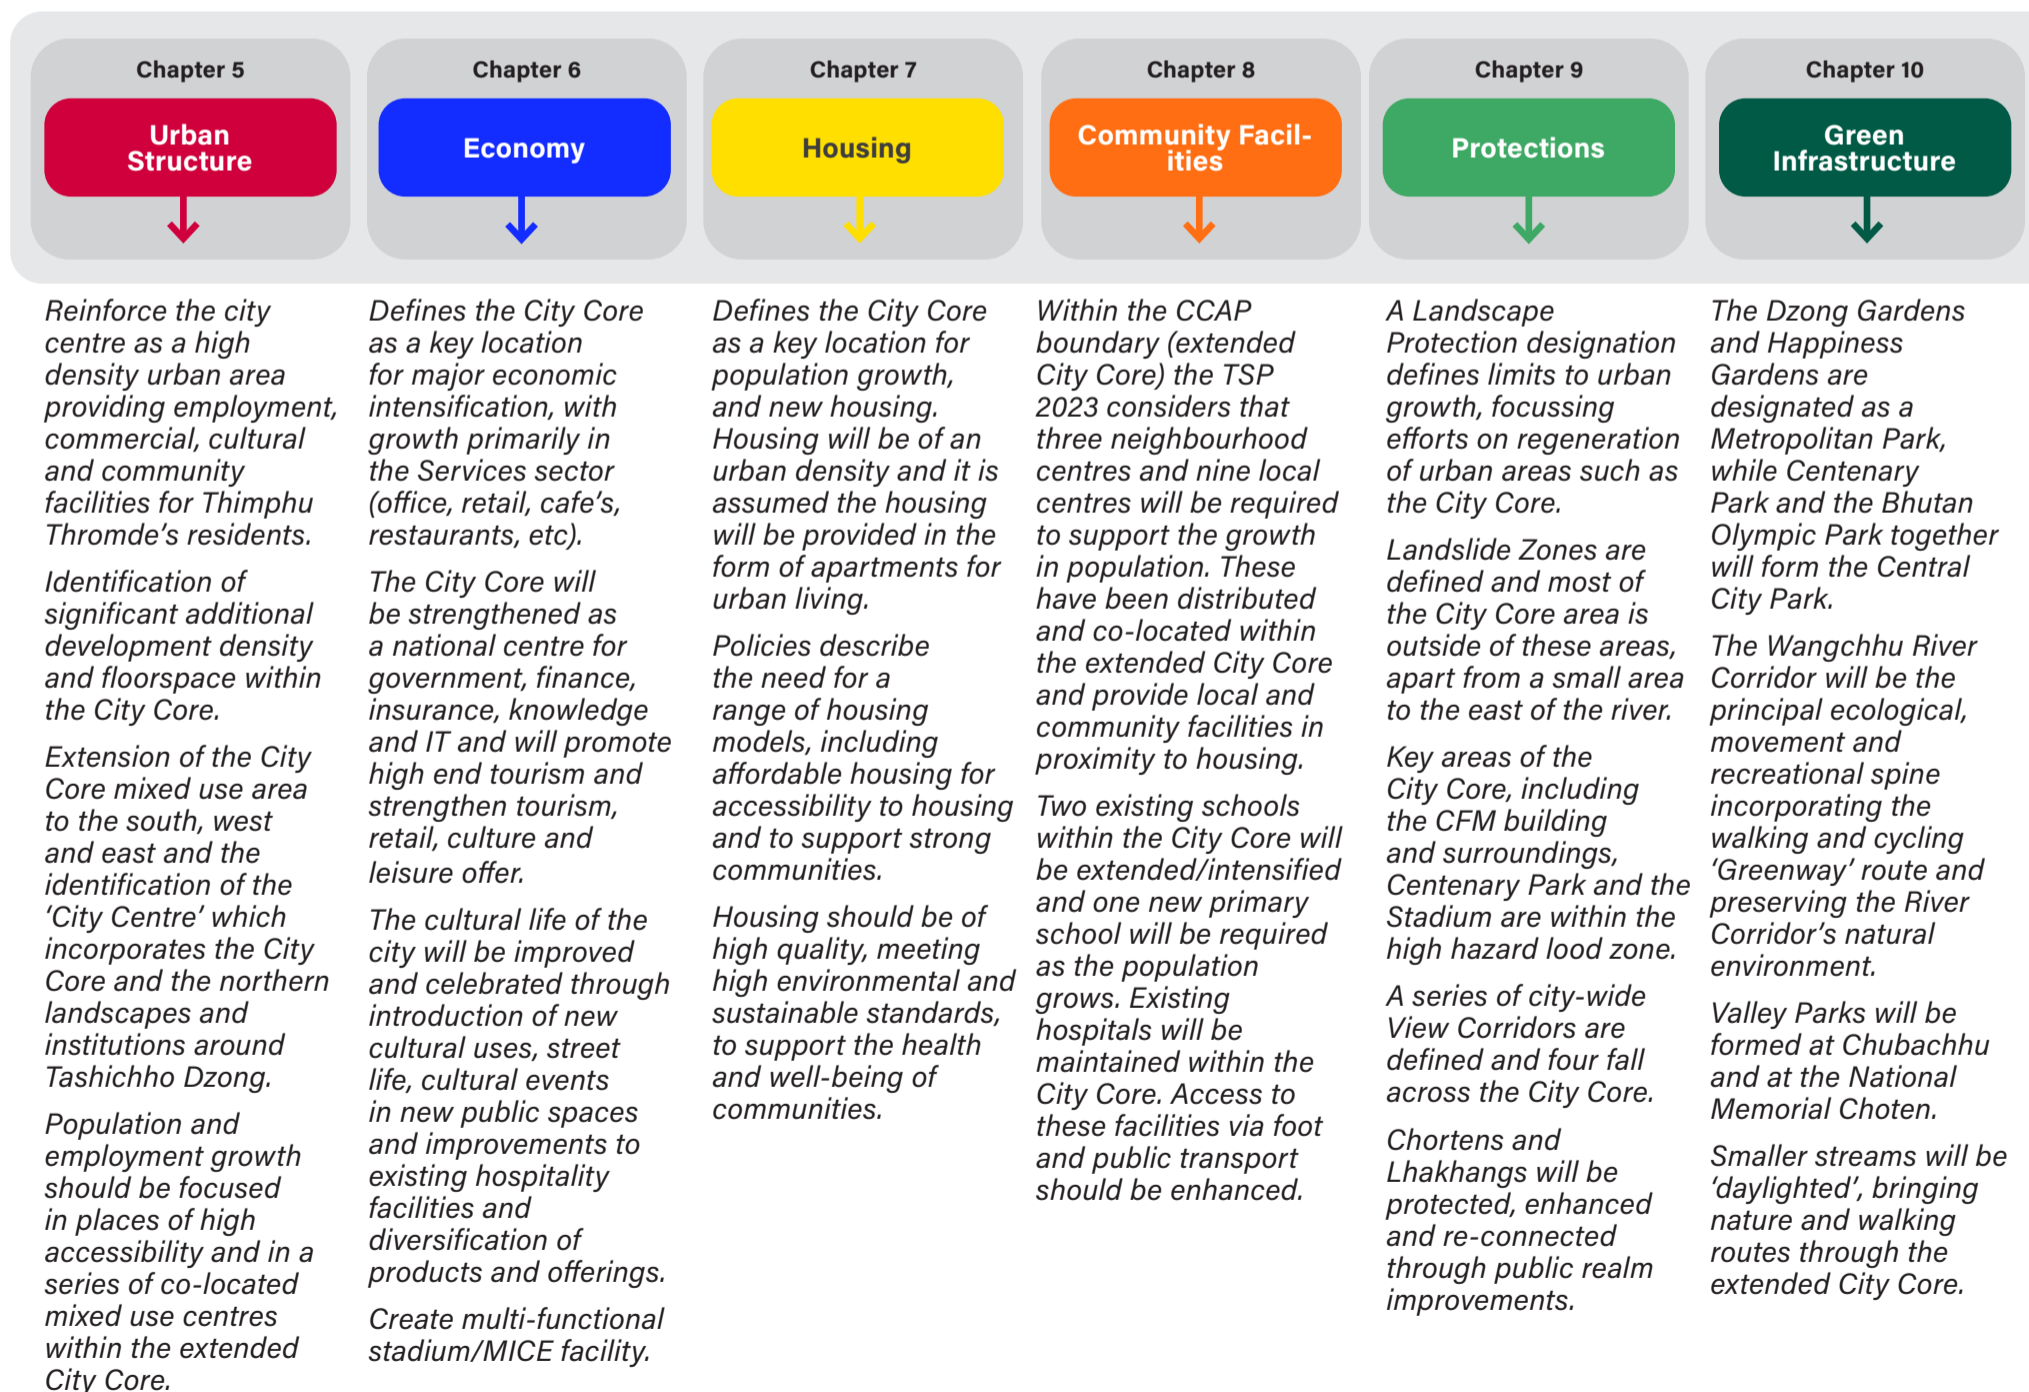 Chapter 5
Urban
Structure
Reinforce the city
centre as a high
density urban area
providing employment,
commercial, cultural
and community
facilities for Thimphu
Thromde's residents.
Identification of
significant additional
development density
and floorspace within
the City Core.
Extension of the City
Core mixed use area
to the south, west
and east and the
identification of the
‘City Centre’ which
incorporates the City
Core and the northern
landscapes and
institutions around
Tashichho Dzong.
Population and
employment growth
should be focused
in places of high
accessibility and in a
series of co-located
mixed use centres
within the extended
City Core.
Chapter 6
Economy
Defines the City Core
as a key location
for major economic
intensification, with
growth primarily in
the Services sector
(office, retail, cafe's,
restaurants, etc).
The City Core will
be strengthened as
a national centre for
government, finance,
insurance, knowledge
and IT and will promote
high end tourism and
strengthen tourism,
retail, culture and
leisure offer.
The cultural life of the
city will be improved
and celebrated through
introduction of new
cultural uses, street
life, cultural events
in new public spaces
and improvements to
existing hospitality
facilities and
diversification of
products and offerings.
Create multi-functional
stadium/MICE facility.
Chapter 7
Housing
Defines the City Core
as a key location for
population growth,
and new housing.
Housing will be of an
urban density and it is
assumed the housing
will be provided in the
form of apartments for
urban living.
Policies describe
the need for a
range of housing
models, including
affordable housing for
accessibility to housing
and to support strong
communities.
Housing should be of
high quality, meeting
high environmental and
sustainable standards,
to support the health
and well-being of
communities.
Chapter 8
Community Facil-
ities
Within the CCAP
boundary (extended
City Core) the TSP
2023 considers that
three neighbourhood
centres and nine local
centres will be required
to support the growth
in population. These
have been distributed
and co-located within
the extended City Core
and provide local and
community facilities in
proximity to housing.
Two existing schools
within the City Core will
be extended/intensified
and one new primary
school will be required
as the population
grows. Existing
hospitals will be
maintained within the
City Core. Access to
these facilities via foot
and public transport
should be enhanced.
Chapter 9
Protections
A Landscape
Protection designation
defines limits to urban
growth, focussing
efforts on regeneration
of urban areas such as
the City Core.
Landslide Zones are
defined and most of
the City Core area is
outside of these areas,
apart from a small area
to the east of the river.
Key areas of the
City Core, including
the CFM building
and surroundings,
Centenary Park and the
Stadium are within the
high hazard lood zone.
A series of city-wide
View Corridors are
defined and four fall
across the City Core.
Chortens and
Lhakhangs will be
protected, enhanced
and re-connected
through public realm
improvements.
Chapter 10
Green
Infrastructure
The Dzong Gardens
and Happiness
Gardens are
designated as a
Metropolitan Park,
while Centenary
Park and the Bhutan
Olympic Park together
will form the Central
City Park.
The Wangchhu River
Corridor will be the
principal ecological,
movement and
recreational spine
incorporating the
walking and cycling
‘Greenway’ route and
preserving the River
Corridor's natural
environment.
Valley Parks will be
formed at Chubachhu
and at the National
Memorial Choten.
Smaller streams will be
‘daylighted’, bringing
nature and walking
routes through the
extended City Core.